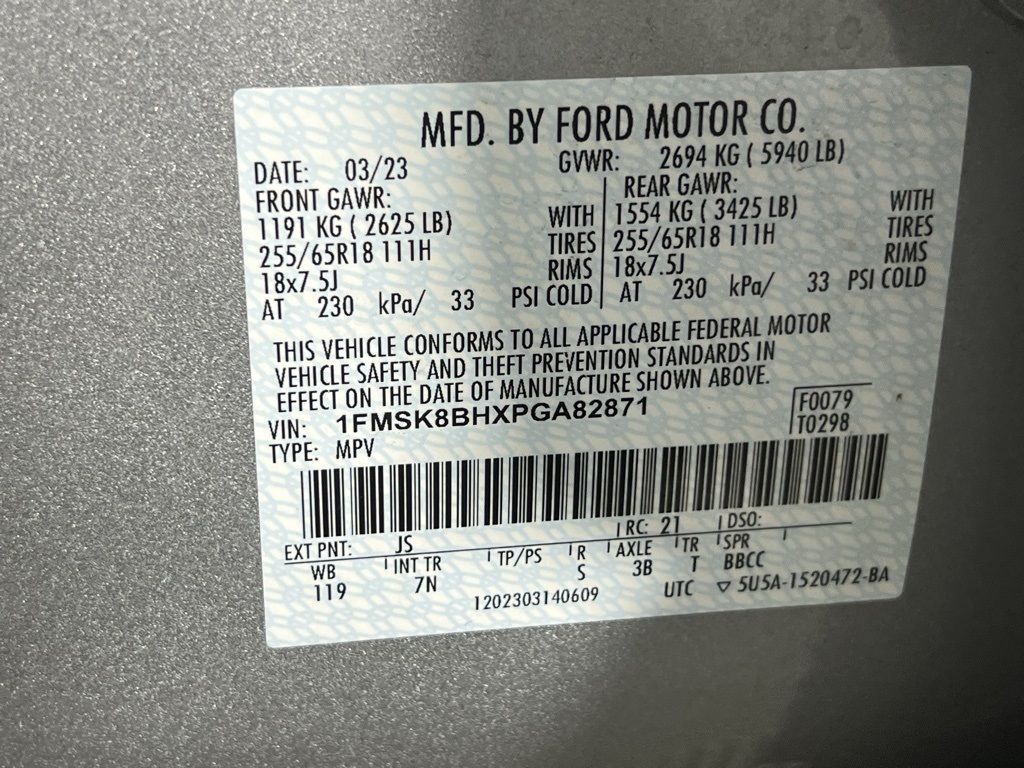 MFD. BY FORD MOTOR CO.
DATE: 03/23 GVWR: 2694 KG ( 5940 LB)
FRONT GAWR: REAR GAWR:
1191 KG ( 2625 LB) WITH 1554 KG ( 3425 LB) WITH
255/65R18 111H TIRES 255/65R18 111H TIRES
18x7.5J RIMS 18x7.5J RIMS
AT 230 kPa/ 33 PSI COLD AT 230 kPa/ 33 PSI COLD
THIS VEHICLE CONFORMS TO ALL APPLICABLE FEDERAL MOTOR
VEHICLE SAFETY AND THEFT PREVENTION STANDARDS IN
EFFECT ON THE DATE OF MANUFACTURE SHOWN ABOVE.
VIN: 1FMSK8BHXPGA82871 F0079
TYPE: MPV T0298
EXT PNT: JS RC: 21 DSO:
WB INT TR TP/PS R AXLE TR SPR
119 7N S 3B T BBCC
1202303140609 UTC ▽ 5U5A-1520472-BA